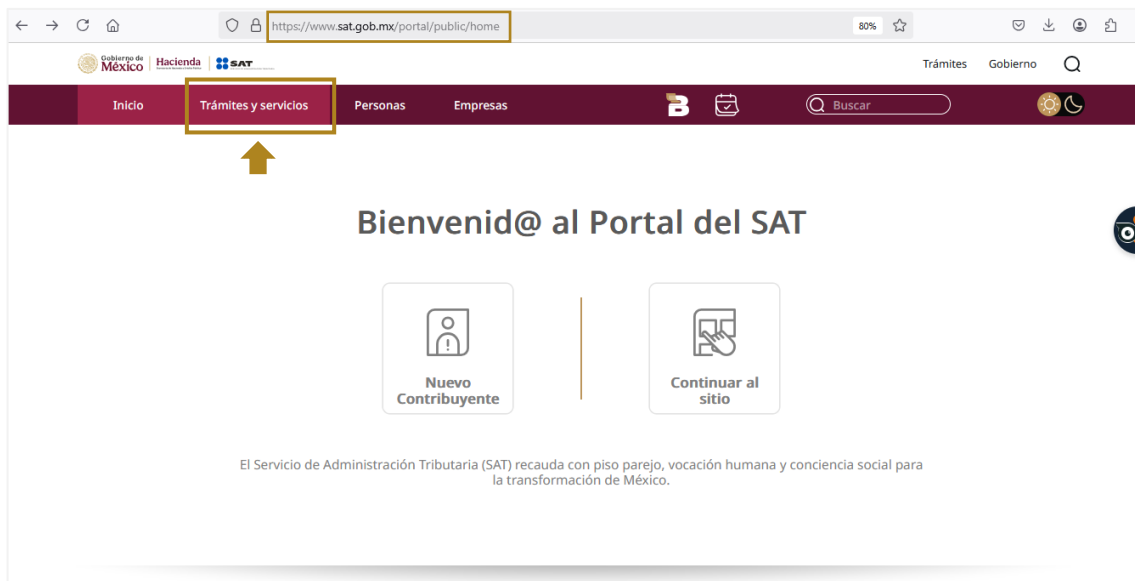 https://www.sat.gob.mx/portal/public/home
80%
Gobierno de
México
Hacienda
SAT
Trámites
Gobierno
Inicio
Trámites y servicios
Personas
Empresas
B
Buscar
Bienvenid@ al Portal del SAT
Nuevo
Contribuyente
Continuar al
sitio
El Servicio de Administración Tributaria (SAT) recauda con piso parejo, vocación humana y conciencia social para
la transformación de México.